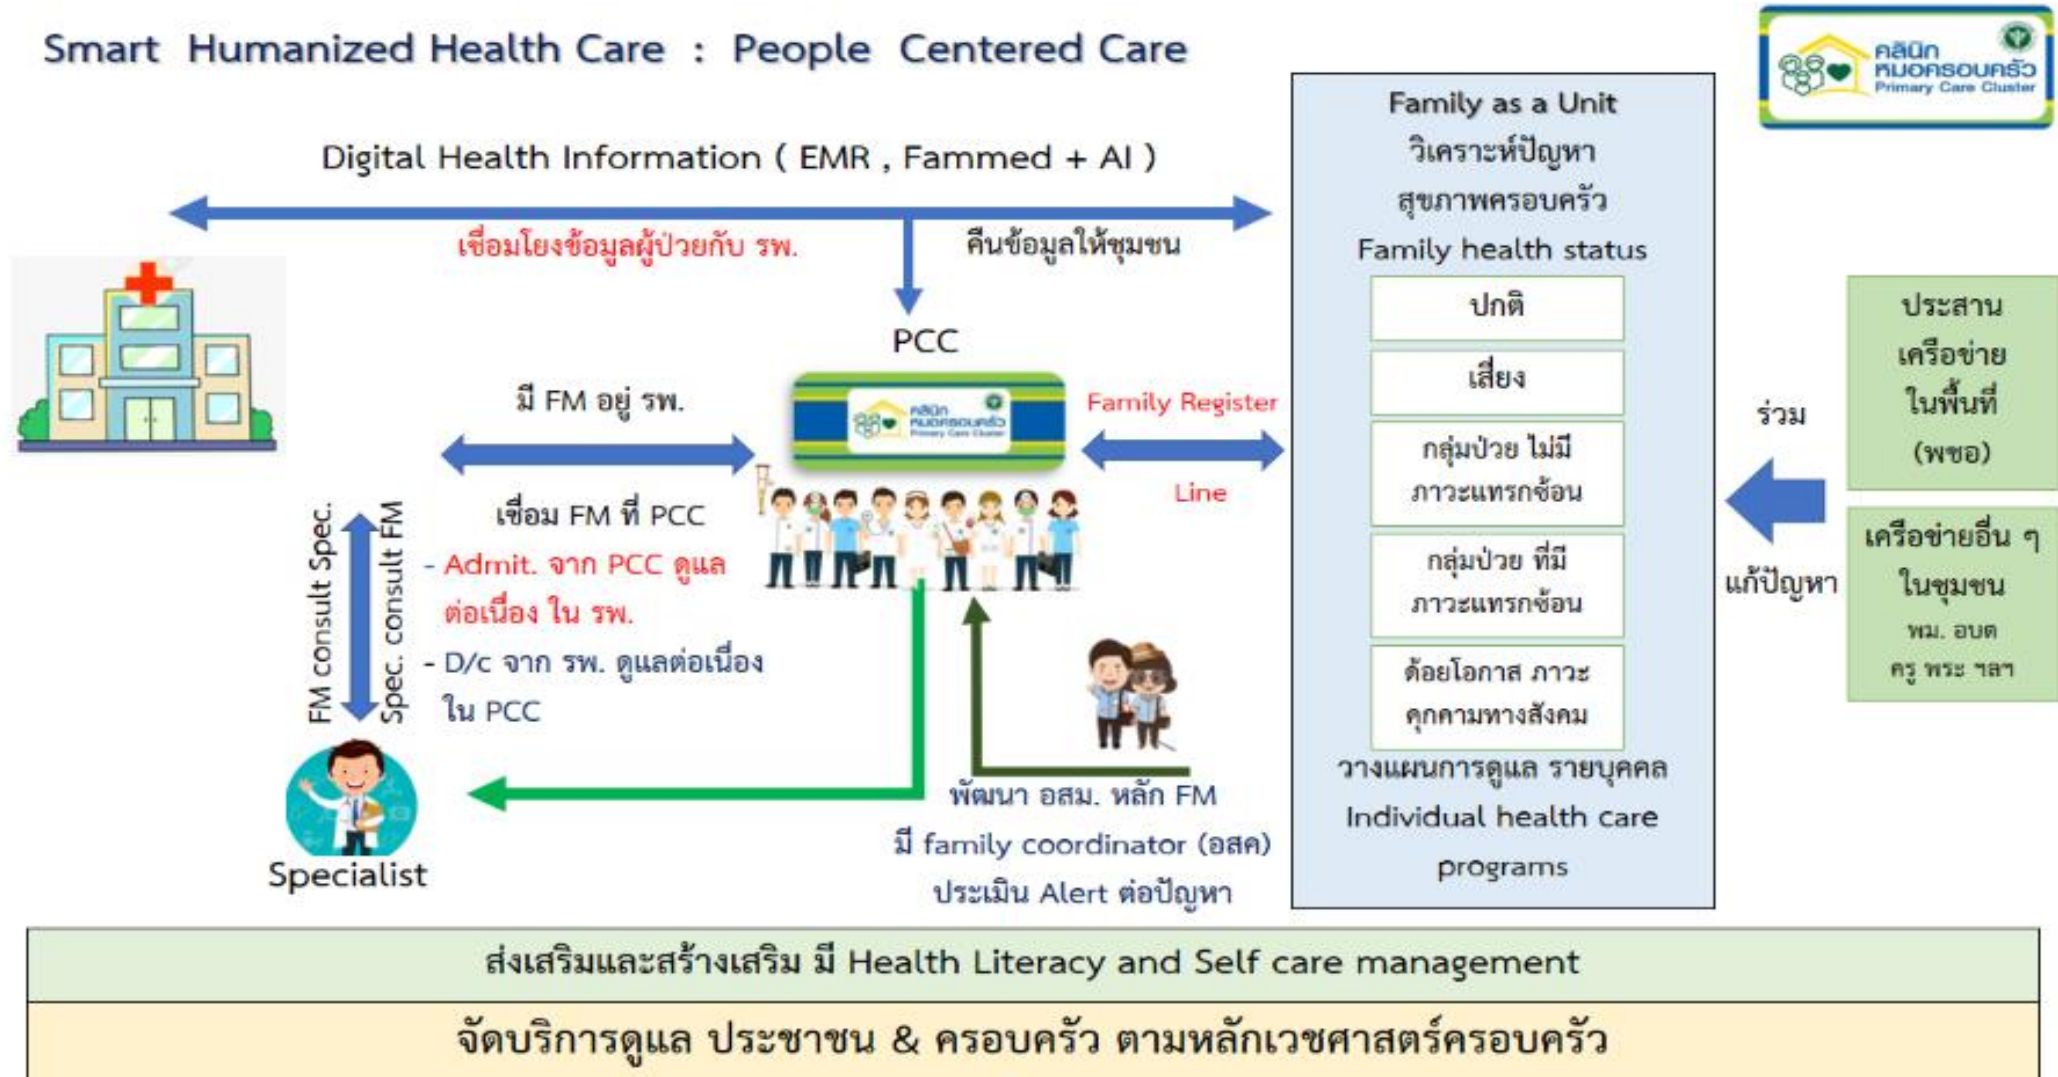 Smart Humanized Health Care : People Centered Care
คลินิก
หมอครอบครัว
Primary Care Cluster
Digital Health Information ( EMR , Fammed + AI )
เชื่อมโยงข้อมูลผู้ป่วยกับ รพ.
คืนข้อมูลให้ชุมชน
PCC
คลินิก
หมอครอบครัว
Primary Care Cluster
มี FM อยู่ รพ.
เชื่อม FM ที่ PCC
- Admit. จาก PCC ดูแล
ต่อเนื่อง ใน รพ.
- D/c จาก รพ. ดูแลต่อเนื่อง
ใน PCC
FM consult Spec.
Spec. consult FM
Specialist
Family Register
Line
พัฒนา อสม. หลัก FM
มี family coordinator (อสค)
ประเมิน Alert ต่อปัญหา
Family as a Unit
วิเคราะห์ปัญหา
สุขภาพครอบครัว
Family health status
ปกติ
เสี่ยง
กลุ่มป่วย ไม่มี
ภาวะแทรกซ้อน
กลุ่มป่วย ที่มี
ภาวะแทรกซ้อน
ด้อยโอกาส ภาวะ
คุกคามทางสังคม
วางแผนการดูแล รายบุคคล
Individual health care
programs
ร่วม
แก้ปัญหา
ประสาน
เครือข่าย
ในพื้นที่
(พชอ)
เครือข่ายอื่น ๆ
ในชุมชน
พม. อบต
ครู พระ ฯลฯ
ส่งเสริมและสร้างเสริม มี Health Literacy and Self care management
จัดบริการดูแล ประชาชน & ครอบครัว ตามหลักเวชศาสตร์ครอบครัว